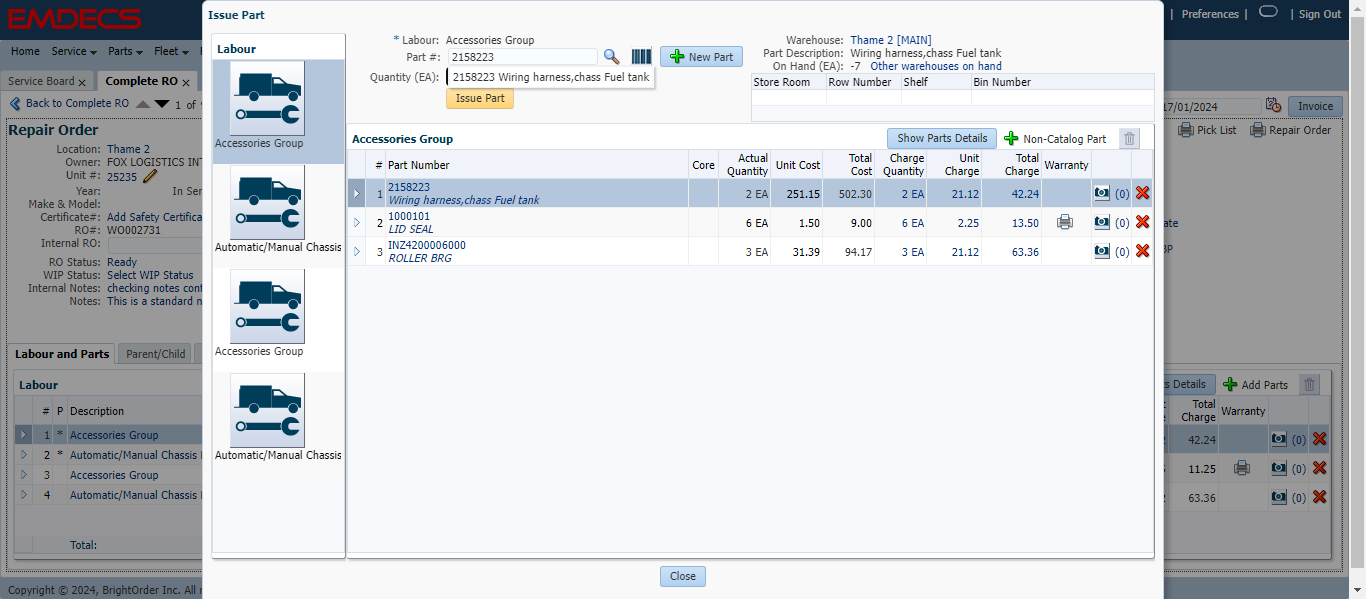 EMDECS
Preferences | | Sign Out
Home Service Parts Fleet
Service Board x Complete RO x
Back to Complete RO 1 of
17/01/2024 Invoice
Pick List Repair Order
Repair Order
Location: Thame 2
Owner: FOX LOGISTICS INT
Unit #: 25235
Year: In Ser
Make & Model:
Certificate#: Add Safety Certifica
RO#: WO002731
Internal RO:
RO Status: Ready
WIP Status: Select WIP Status
Internal Notes: checking notes cont
Notes: This is a standard n
Labour and Parts Parent/Child
Labour
# P Description
1 * Accessories Group
2 * Automatic/Manual Chassis
3 Accessories Group
4 Automatic/Manual Chassis
Total:
Copyright © 2024, BrightOrder Inc. All r
Issue Part
Labour
Accessories Group
Automatic/Manual Chassis
Accessories Group
Automatic/Manual Chassis
* Labour: Accessories Group
Part #: 2158223 New Part
Quantity (EA): 2158223 Wiring harness,chass Fuel tank
Issue Part
Warehouse: Thame 2 [MAIN]
Part Description: Wiring harness,chass Fuel tank
On Hand (EA): -7 Other warehouses on hand
Store Room Row Number Shelf Bin Number
Accessories Group Show Parts Details Non-Catalog Part
# Part Number Core Actual Quantity Unit Cost Total Cost Charge Quantity Unit Charge Total Charge Warranty
1 2158223 2 EA 251.15 502.30 2 EA 21.12 42.24 (0)
Wiring harness,chass Fuel tank
2 1000101 6 EA 1.50 9.00 6 EA 2.25 13.50 (0)
LID SEAL
3 INZ4200006000 3 EA 31.39 94.17 3 EA 21.12 63.36 (0)
ROLLER BRG
Close
s Details Add Parts
Total Charge Warranty
42.24 (0)
11.25 (0)
63.36 (0)